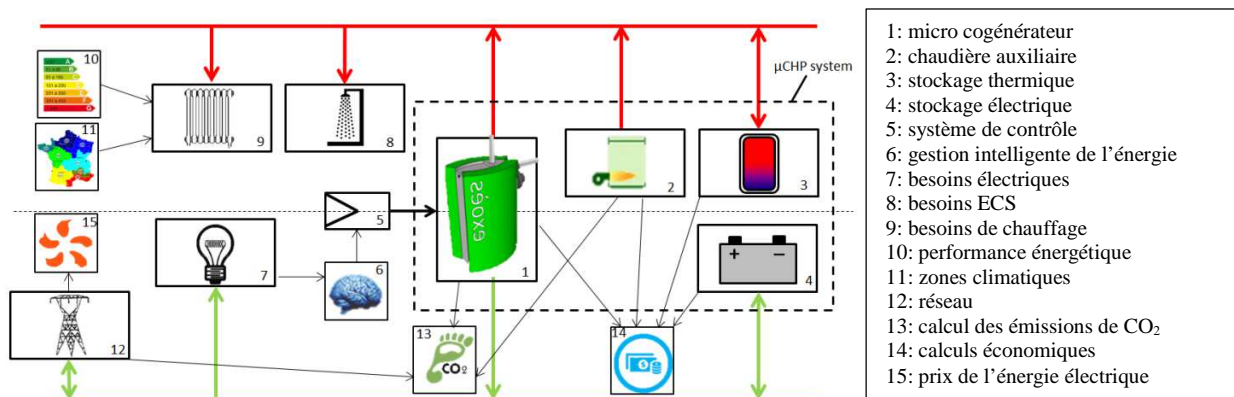 10
11
9
8
µCHP system
exoès
1
2
3
15
5
7
6
4
12
13
CO₂
14
1: micro cogénérateur
2: chaudière auxiliaire
3: stockage thermique
4: stockage électrique
5: système de contrôle
6: gestion intelligente de l’énergie
7: besoins électriques
8: besoins ECS
9: besoins de chauffage
10: performance énergétique
11: zones climatiques
12: réseau
13: calcul des émissions de CO₂
14: calculs économiques
15: prix de l’énergie électrique